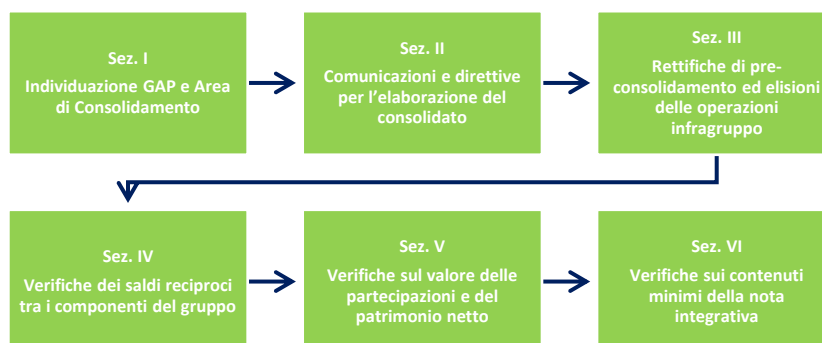 Sez. I
Individuazione GAP e Area
di Consolidamento
Sez. II
Comunicazioni e direttive
per l’elaborazione del
consolidato
Sez. III
Rettifiche di pre-
consolidamento ed elisioni
delle operazioni
infragruppo
Sez. IV
Verifiche dei saldi reciproci
tra i componenti del gruppo
Sez. V
Verifiche sul valore delle
partecipazioni e del
patrimonio netto
Sez. VI
Verifiche sui contenuti
minimi della nota
integrativa